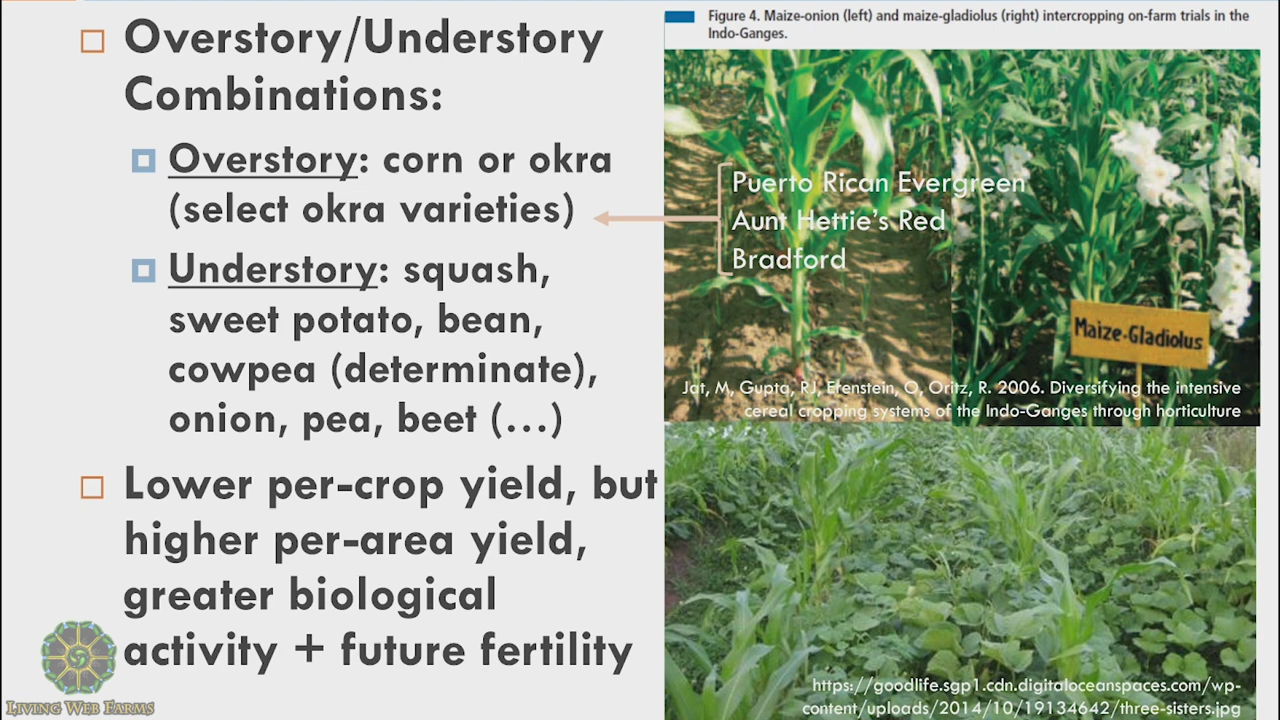 Overstory/Understory
Combinations:
Overstory: corn or okra
(select okra varieties)
Understory: squash,
sweet potato, bean,
cowpea (determinate),
onion, pea, beet (...)
Lower per-crop yield, but
higher per-area yield,
greater biological
activity + future fertility
LIVING WEB FARMS
Figure 4. Maize-onion (left) and maize-gladiolus (right) intercropping on-farm trials in the
Indo-Ganges.
Puerto Rican Evergreen
Aunt Hettie's Red
Bradford
Maize-Gladiolus
Jat, M, Gupta, RJ, Erenstein, O, Oritz, R. 2006. Diversifying the intensive
cereal cropping systems of the Indo-Ganges through horticulture
https://goodlife.sgp1.cdn.digitaloceanspaces.com/wp-
content/uploads/2014/10/19134642/three-sisters.jpg